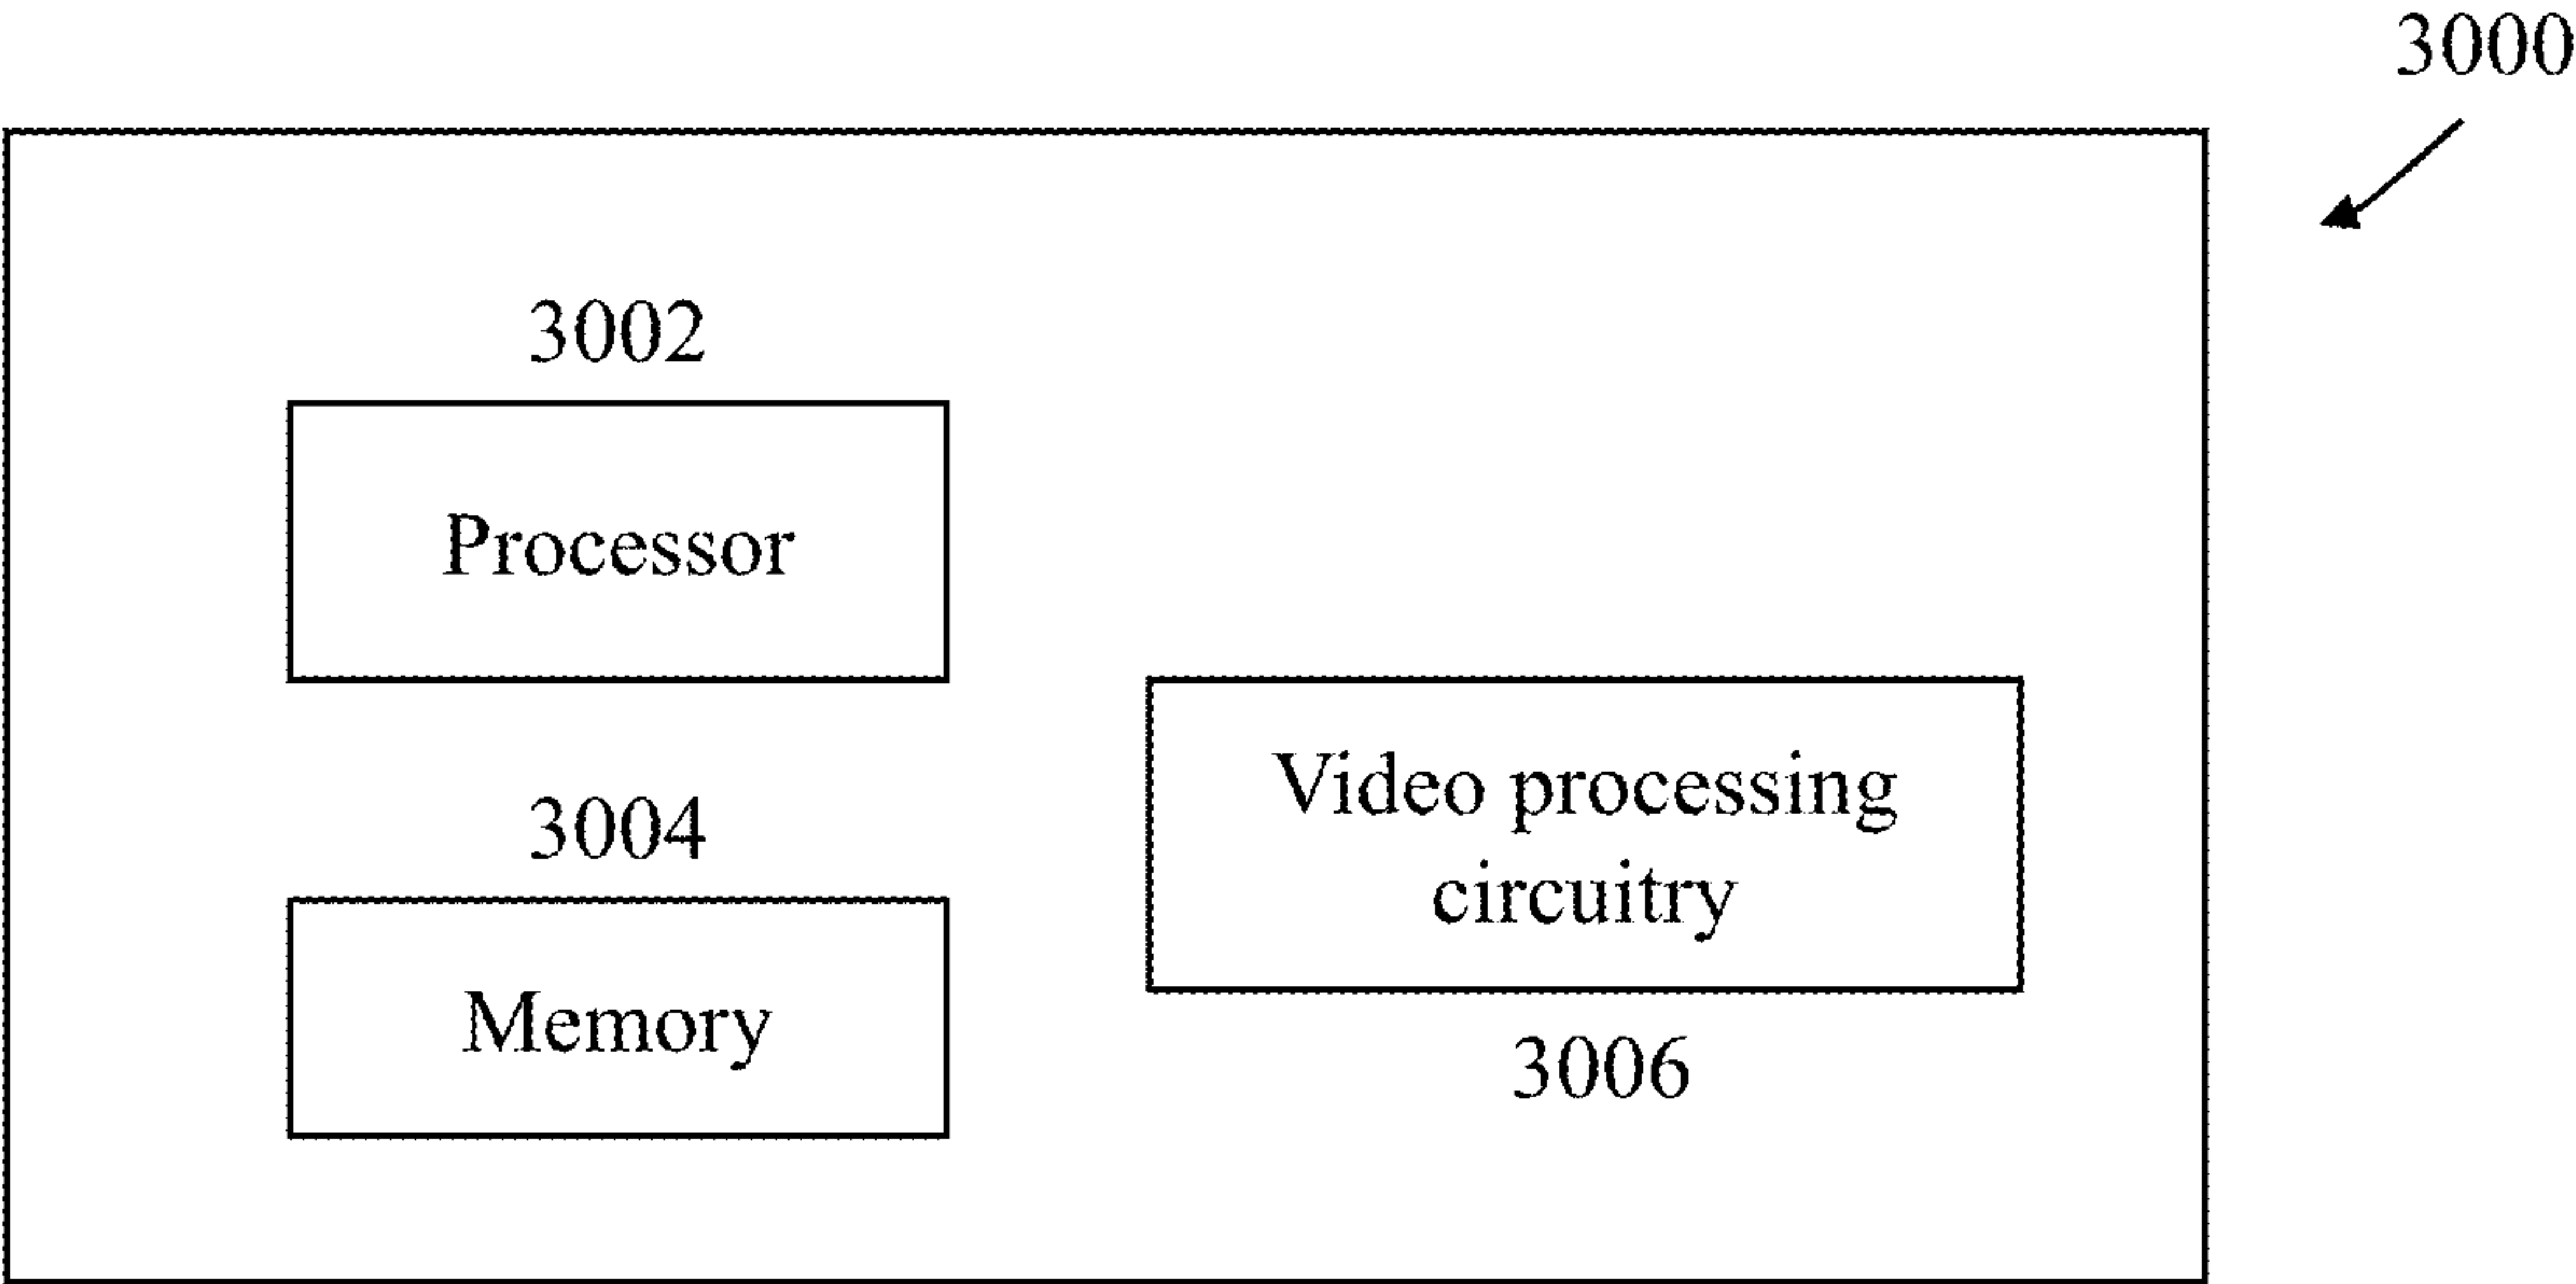 3000
3002
Processor
3004
Memory
Video processing
circuitry
3006